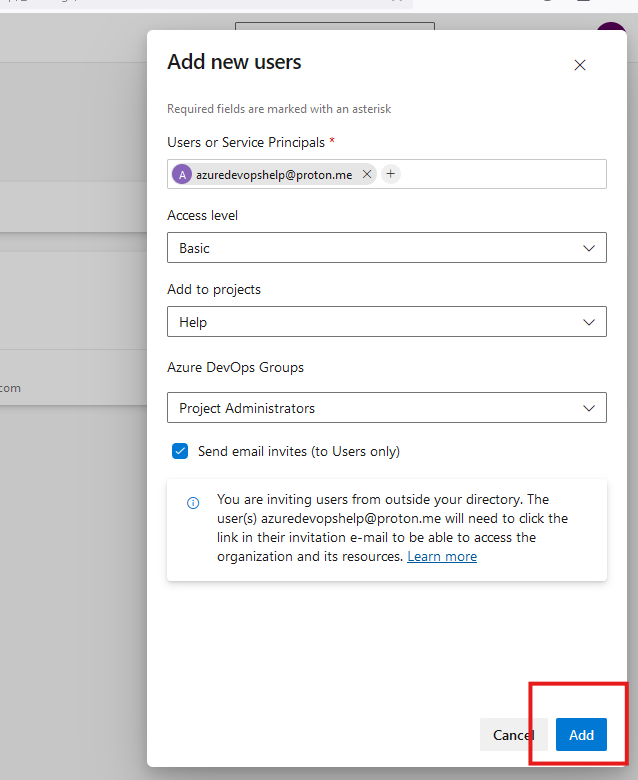 Add new users
Required fields are marked with an asterisk
Users or Service Principals *
A azuredevopshelp@proton.me
Access level
Basic
Add to projects
Help
com
Azure DevOps Groups
Project Administrators
Send email invites (to Users only)
You are inviting users from outside your directory. The
user(s) azuredevopshelp@proton.me will need to click the
link in their invitation e-mail to be able to access the
organization and its resources. Learn more
Cancel
Add